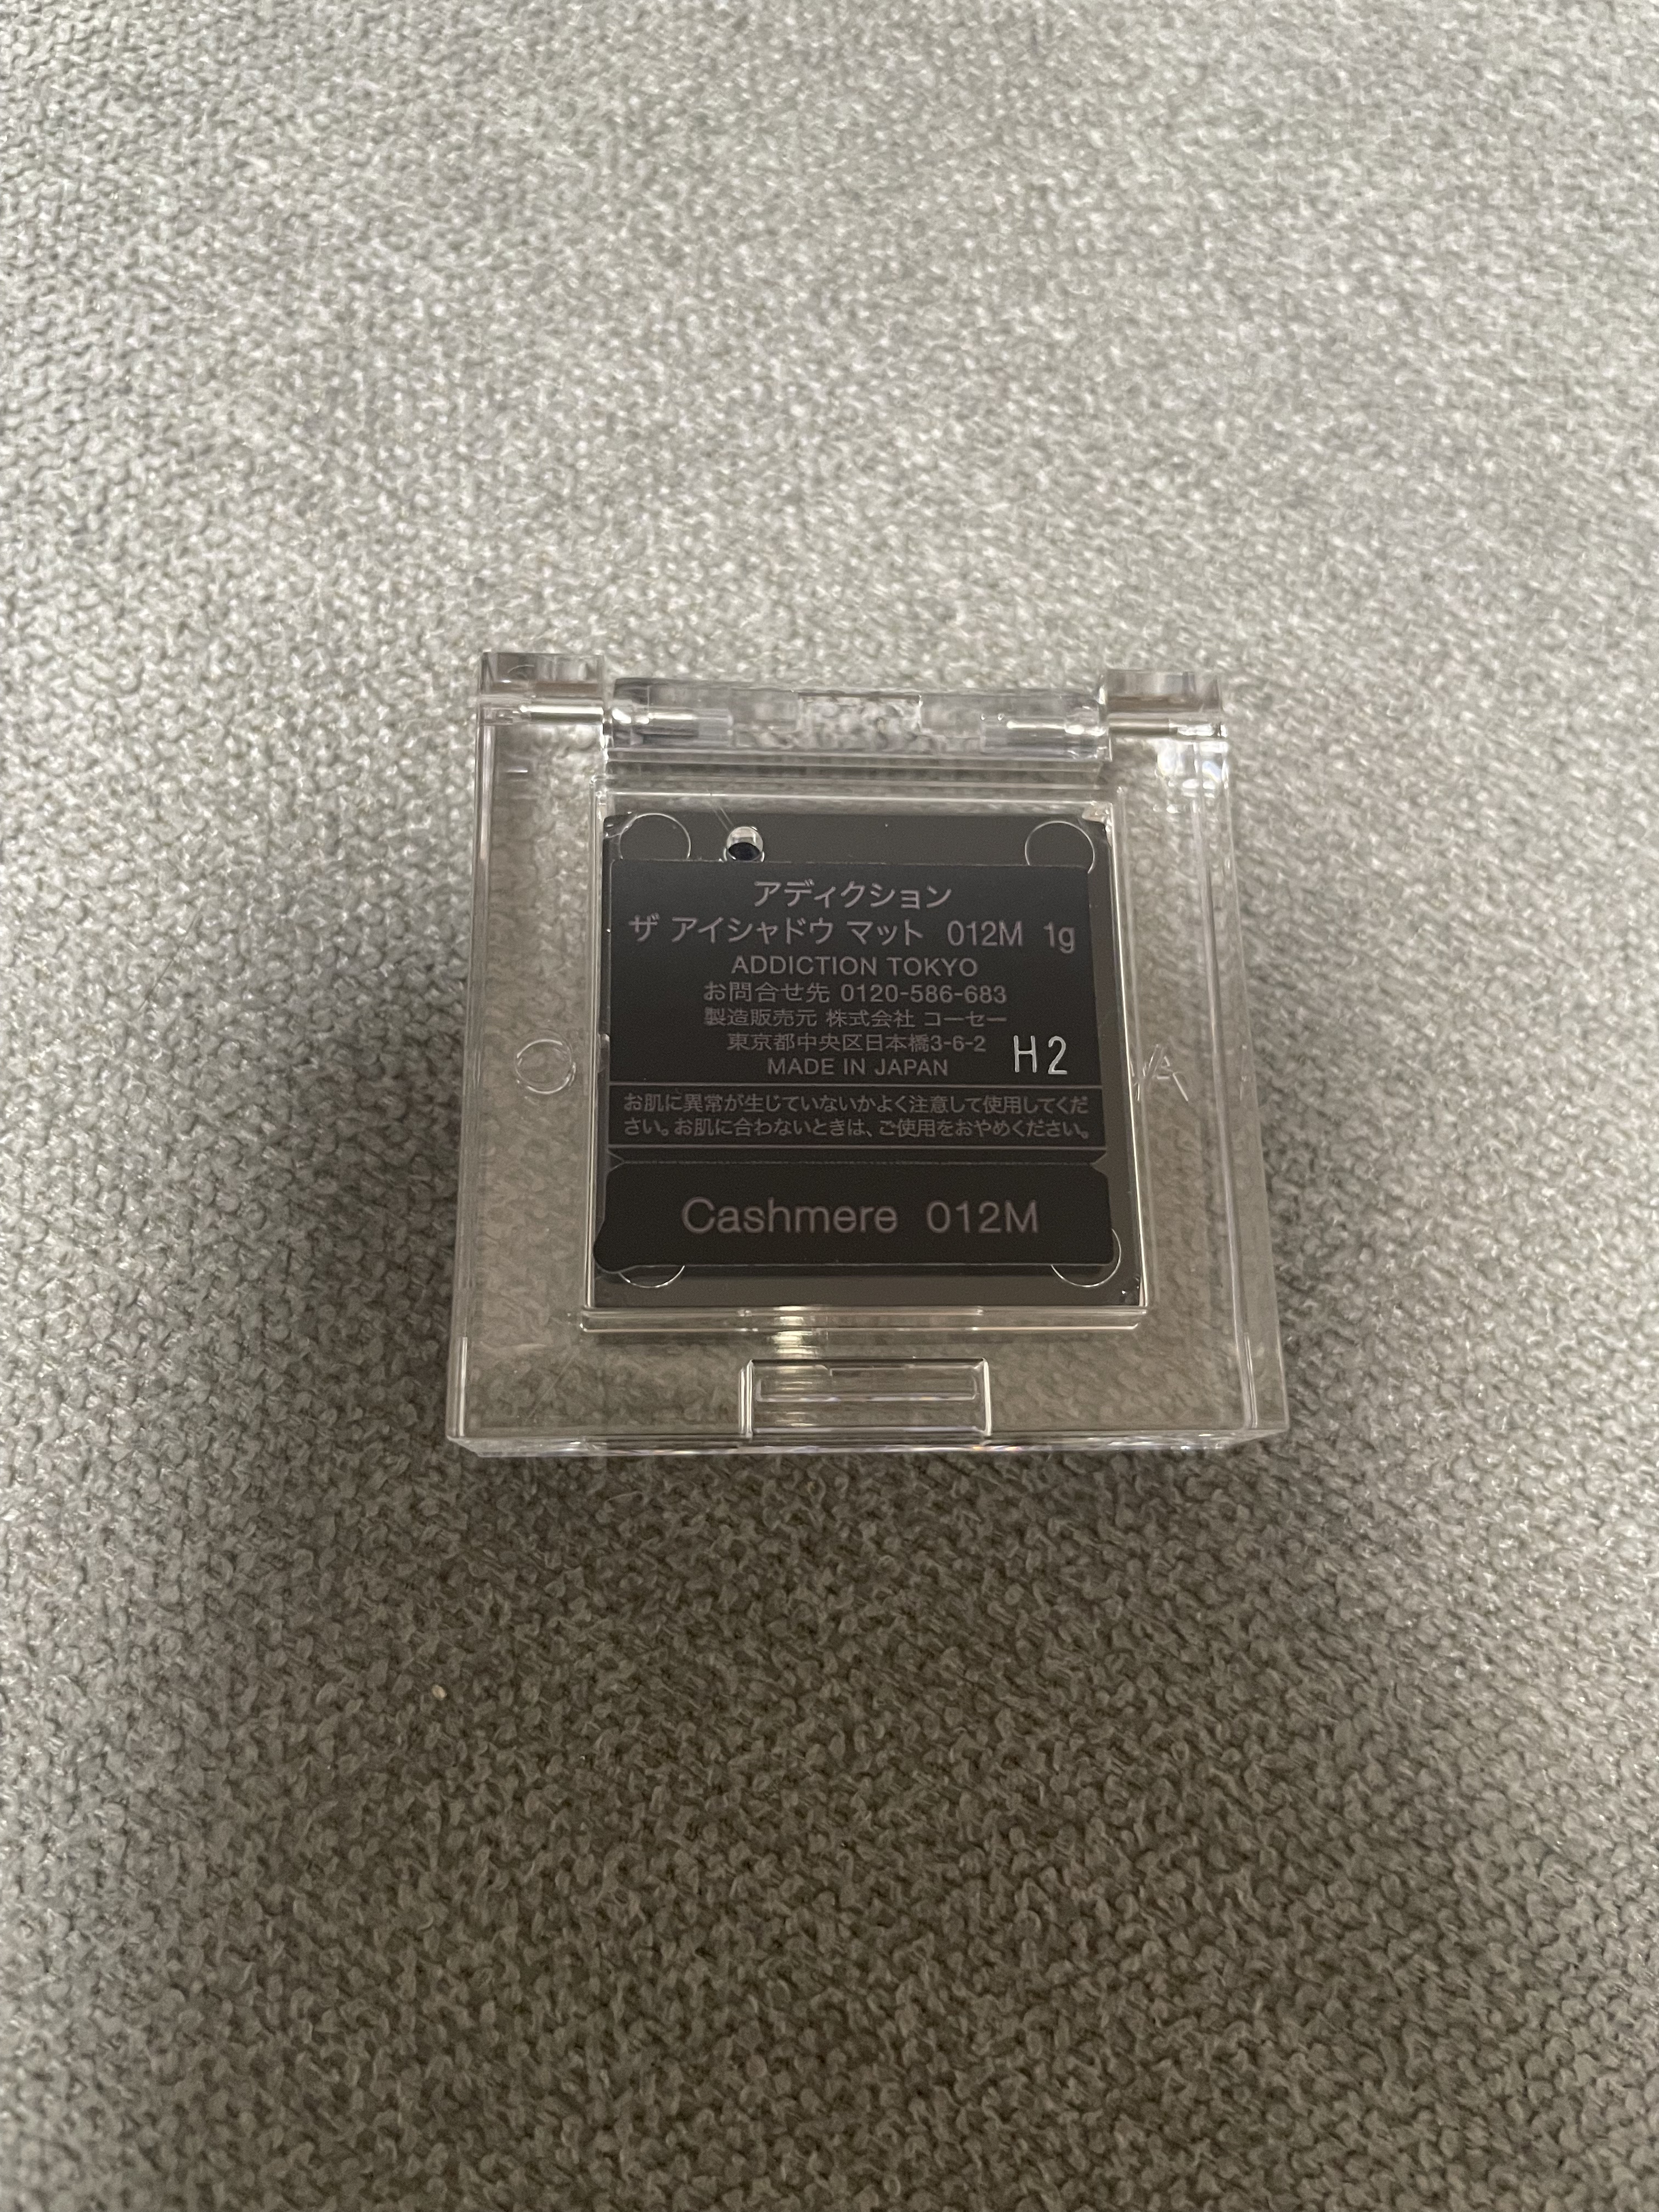 アディクション
ザ アイシャドウ マット 012M 1g
ADDICTION TOKYO
お問合せ先 0120-586-683
製造販売元 株式会社 コーセー
東京都中央区日本橋3-6-2
MADE IN JAPAN
H2
お肌に異常が生じていないかよく注意して使用してくだ
さい。お肌に合わないときは、ご使用をおやめください。
Cashmere 012M